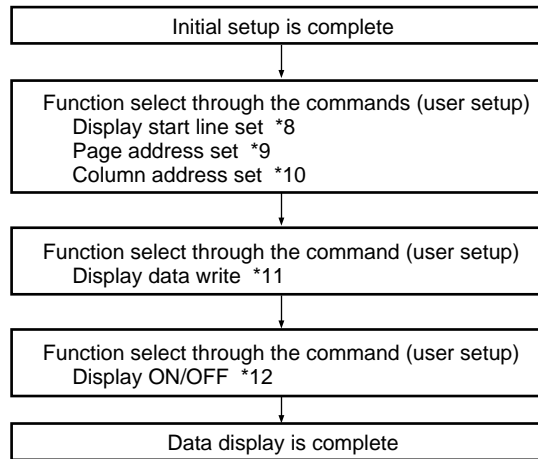 Initial setup is complete
Function select through the commands (user setup)
Display start line set *8
Page address set *9
Column address set *10
Function select through the command (user setup)
Display data write *11
Function select through the command (user setup)
Display ON/OFF *12
Data display is complete